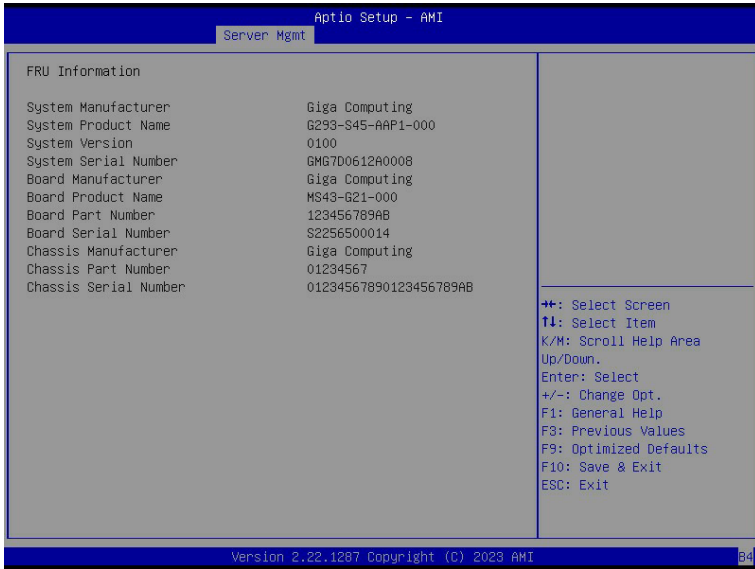 Aptio Setup - AMI
Server Mgmt
FRU Information
System Manufacturer Giga Computing
System Product Name G293-S45-AAP1-000
System Version 0100
System Serial Number GMG7D0612A0008
Board Manufacturer Giga Computing
Board Product Name MS43-G21-000
Board Part Number 123456789AB
Board Serial Number S2256500014
Chassis Manufacturer Giga Computing
Chassis Part Number 01234567
Chassis Serial Number 01234567890123456789AB
→←: Select Screen
↑↓: Select Item
K/M: Scroll Help Area
Up/Down.
Enter: Select
+/-: Change Opt.
F1: General Help
F3: Previous Values
F9: Optimized Defaults
F10: Save & Exit
ESC: Exit
Version 2.22.1287 Copyright (C) 2023 AMI
B4